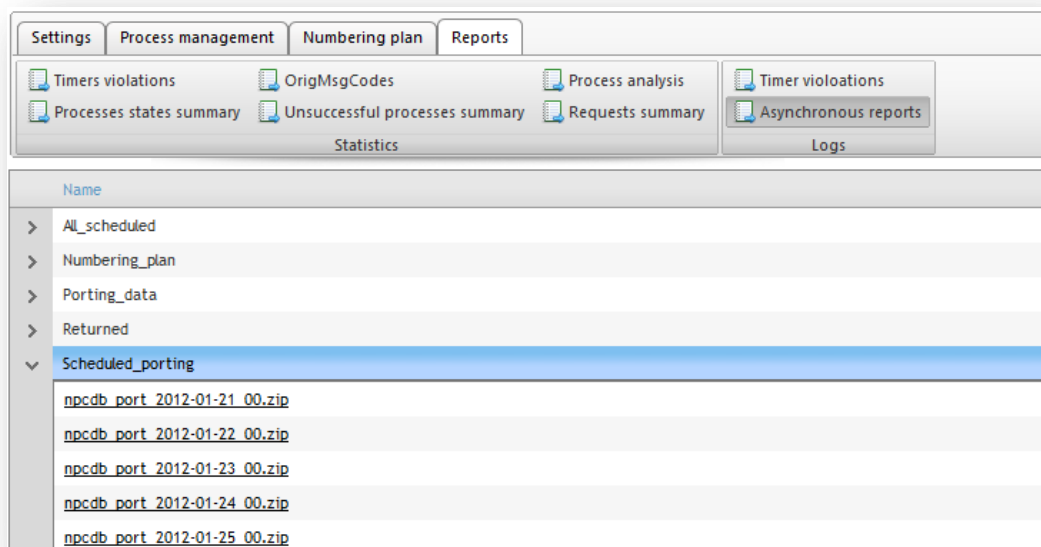 Settings Process management Numbering plan Reports
Timers violations OrigMsgCodes Process analysis Timer violoations
Processes states summary Unsuccessful processes summary Requests summary Asynchronous reports
Statistics Logs
Name
All_scheduled
Numbering_plan
Porting_data
Returned
Scheduled_porting
npcdb_port_2012-01-21_00.zip
npcdb_port_2012-01-22_00.zip
npcdb_port_2012-01-23_00.zip
npcdb_port_2012-01-24_00.zip
npcdb_port_2012-01-25_00.zip